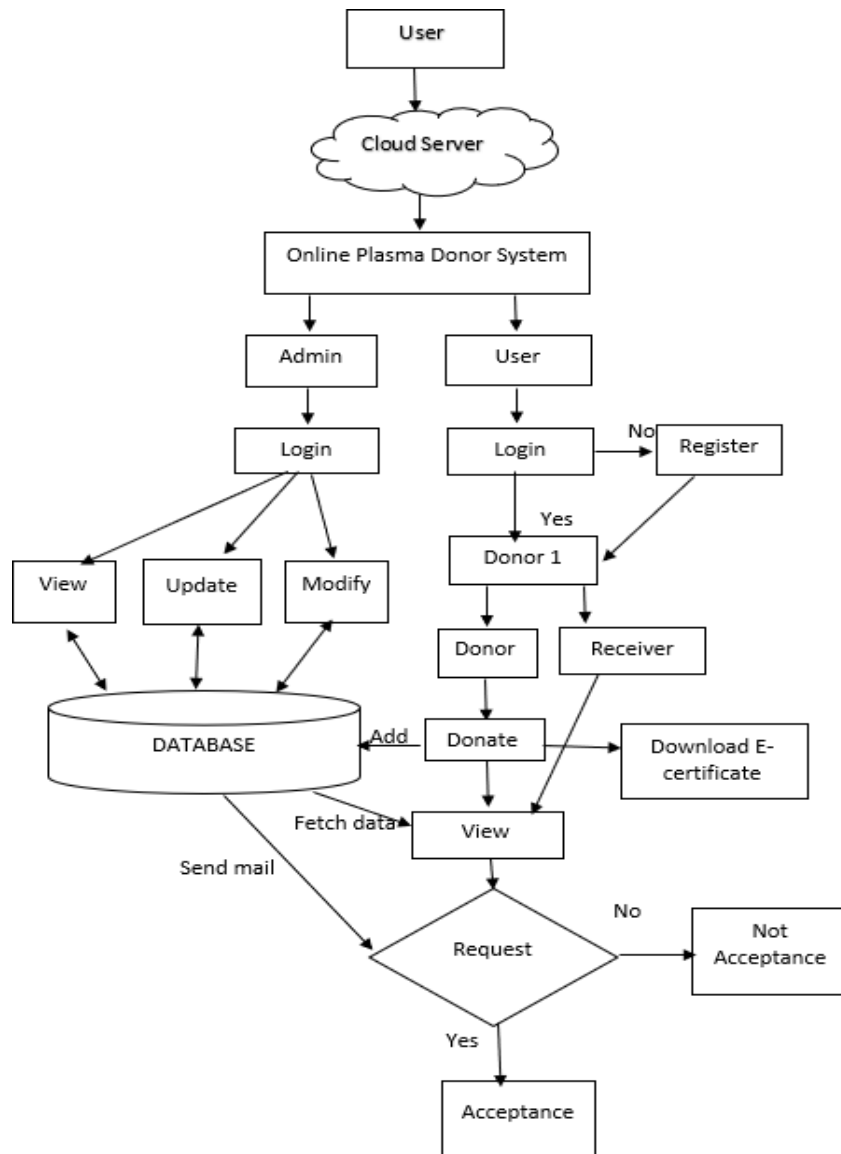 User
Cloud Server
Online Plasma Donor System
Admin
User
Login
Login
No
Register
Yes
Donor 1
View
Update
Modify
Donor
Receiver
DATABASE
Add
Donate
Download E-
certificate
Fetch data
View
Send mail
Request
No
Not
Acceptance
Yes
Acceptance